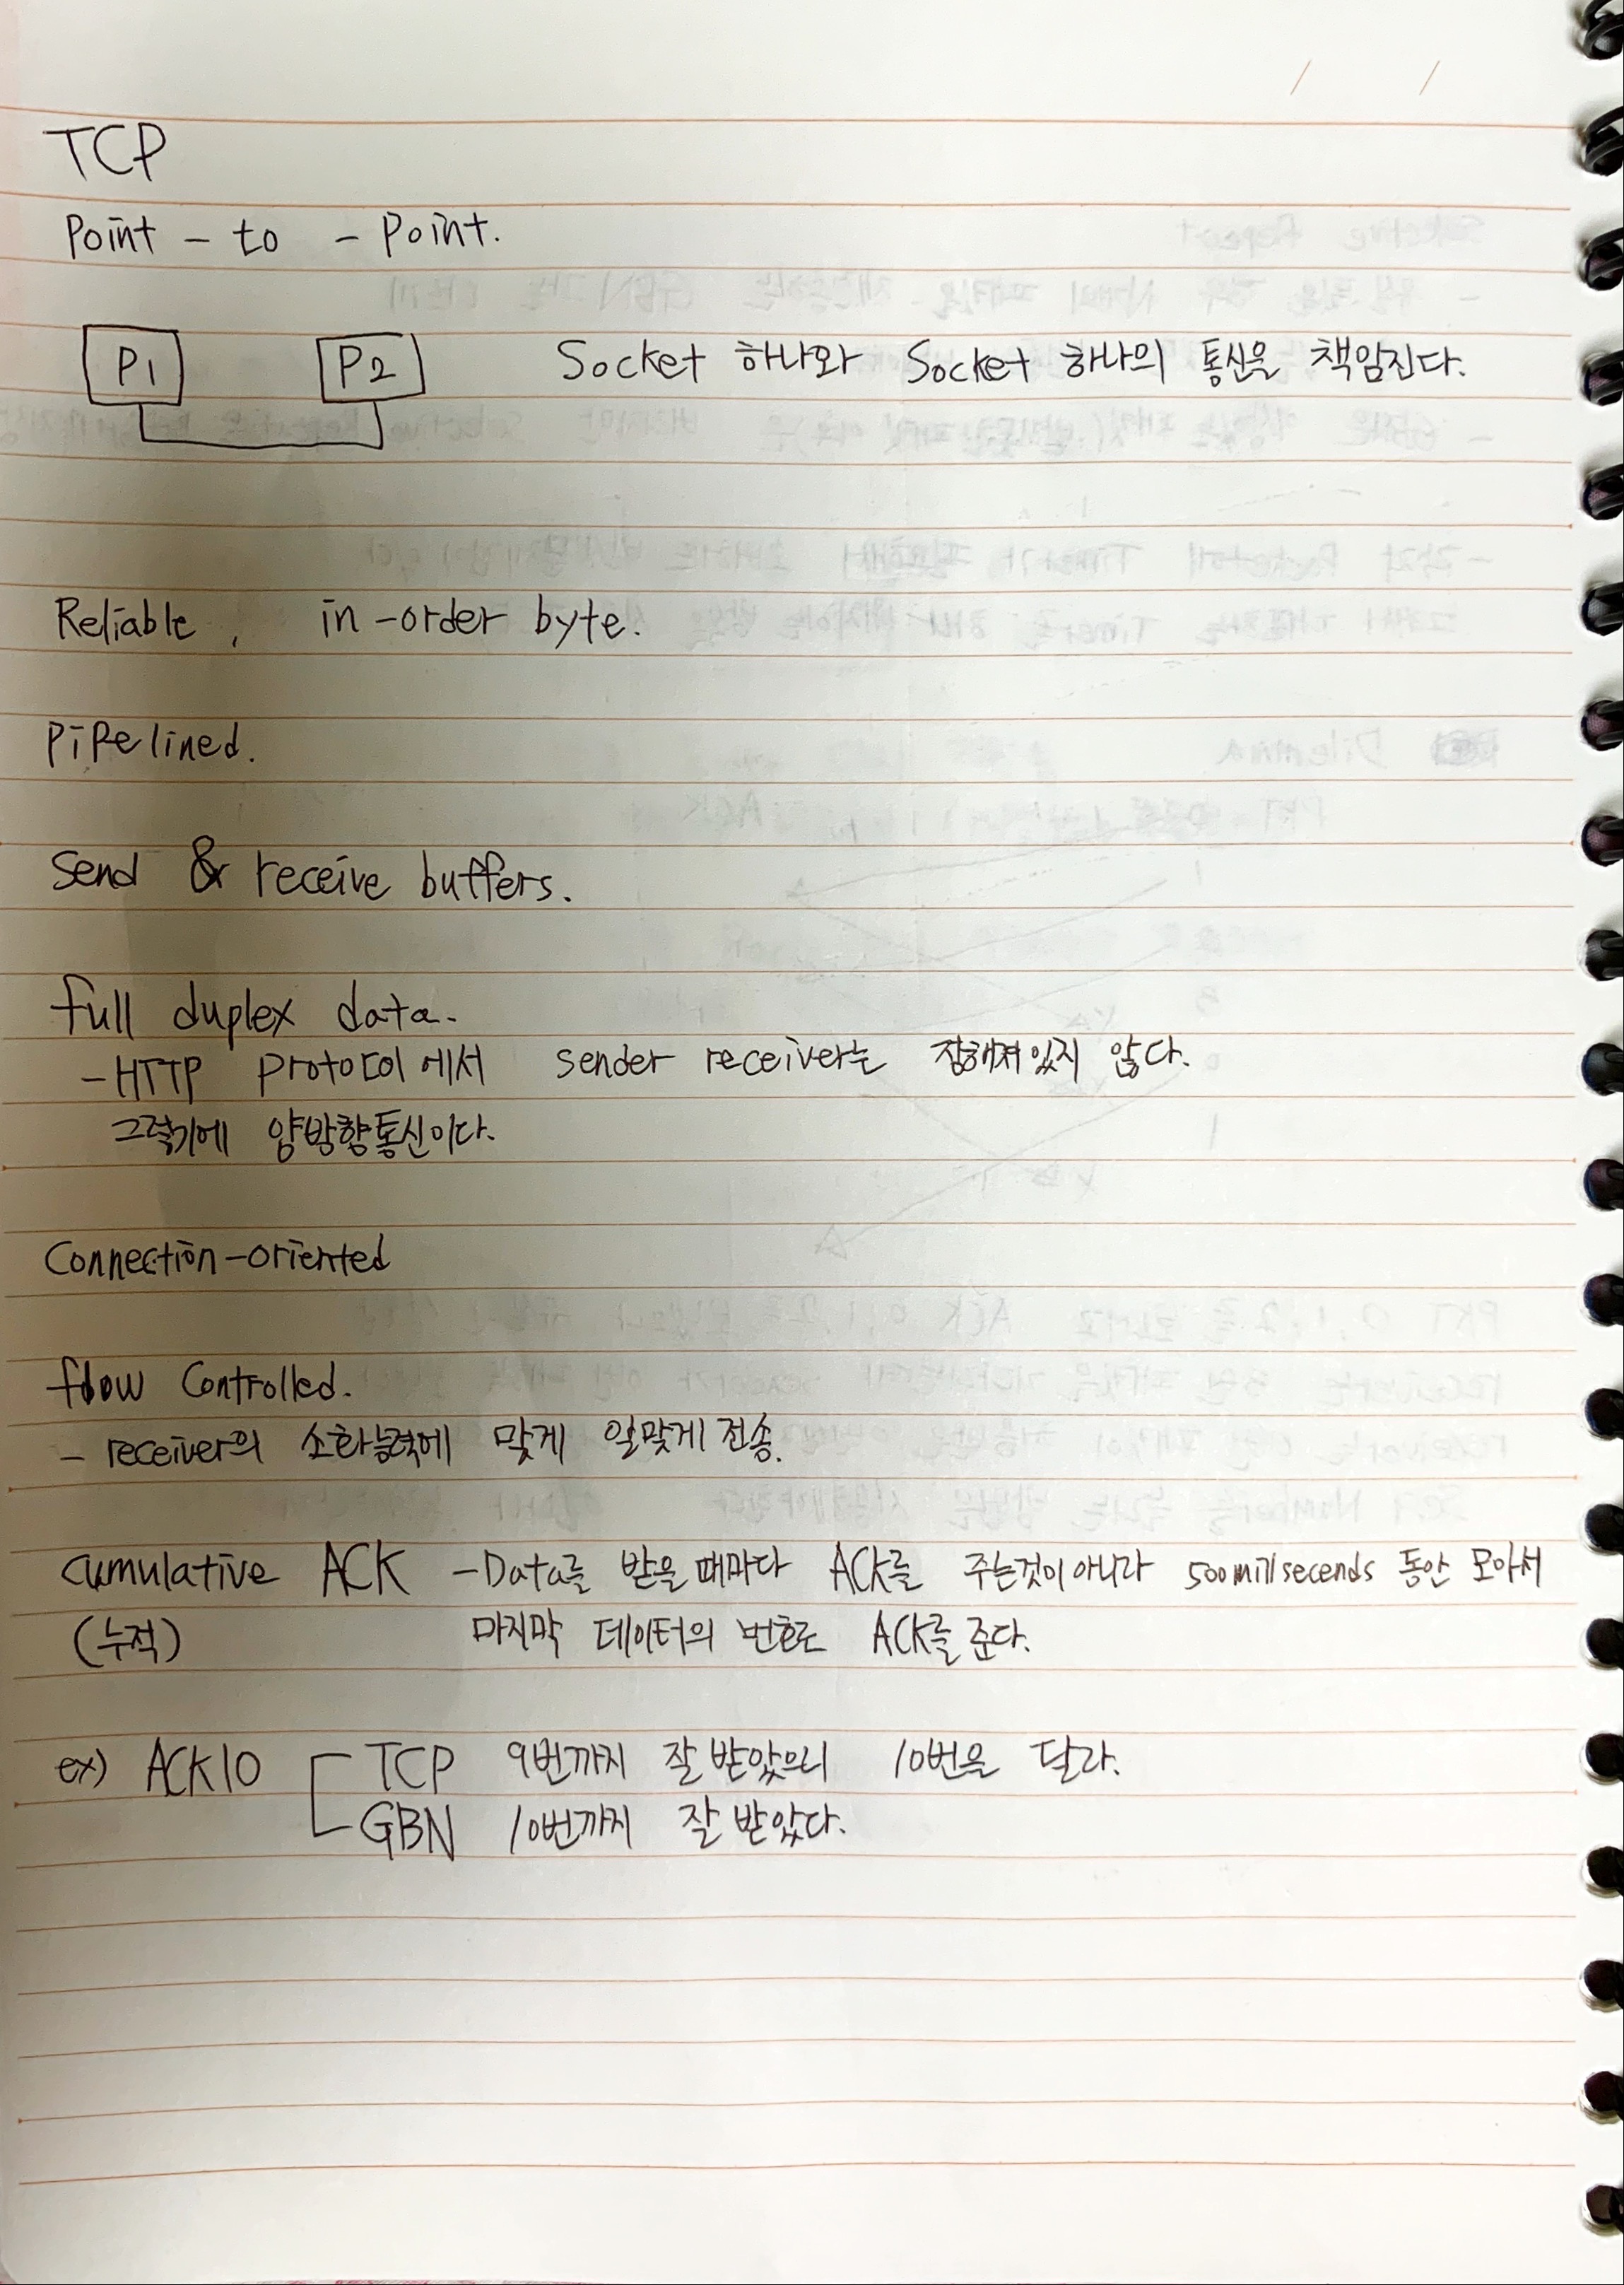 TCP
Point - to - Point.
P1 P2 Socket 하나와 Socket 하나의 통신을 책임진다.
Reliable, in-order byte.
Pipelined.
Send & receive buffers.
full duplex data.
- HTTP Protocol에서 sender receiver는 정해져있지 않다.
그렇기에 양방향통신이다.
Connection-oriented
flow Controlled.
- receiver의 소화능력에 맞게 알맞게 전송.
Cumulative ACK - Data를 받을때마다 ACK를 주는것이 아니라 500millsecends 동안 모아서
(누적) 마지막 데이터의 번호로 ACK를 준다.
ex) ACK10 TCP 9번까지 잘 받았으니 10번을 달라.
GBN 10번까지 잘 받았다.